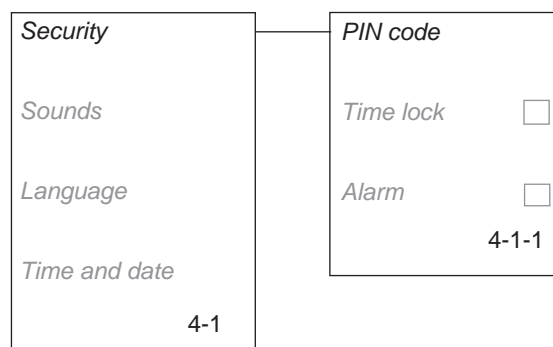 Security
Sounds
Language
Time and date
4-1
PIN code
Time lock
Alarm
4-1-1